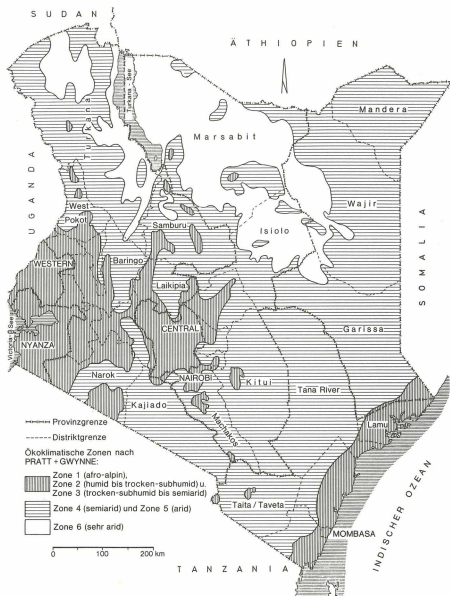 SUDAN
ÄTHIOPIEN
Turkana-See
Mandera
Turkana
Marsabit
UGANDA
Wajir
West
Pokot
Samburu
Isiolo
SOMALIA
WESTERN
Baringo
Laikipia
CENTRAL
Garissa
Victoria-See
NYANZA
Narok
NAIROBI
Kitui
Tana River
Kajiado
Machakos
Lamu
Provinzgrenze
Distriktgrenze
Ökoklimatische Zonen nach
PRATT + GWYNNE:
Zone 1 (afro-alpin),
Zone 2 (humid bis trocken-subhumid) u.
Zone 3 (trocken-subhumid bis semiarid)
Zone 4 (semiarid) und Zone 5 (arid)
Zone 6 (sehr arid)
Taita / Taveta
MOMBASA
INDISCHER OZEAN
0 100 200 km
TANZANIA